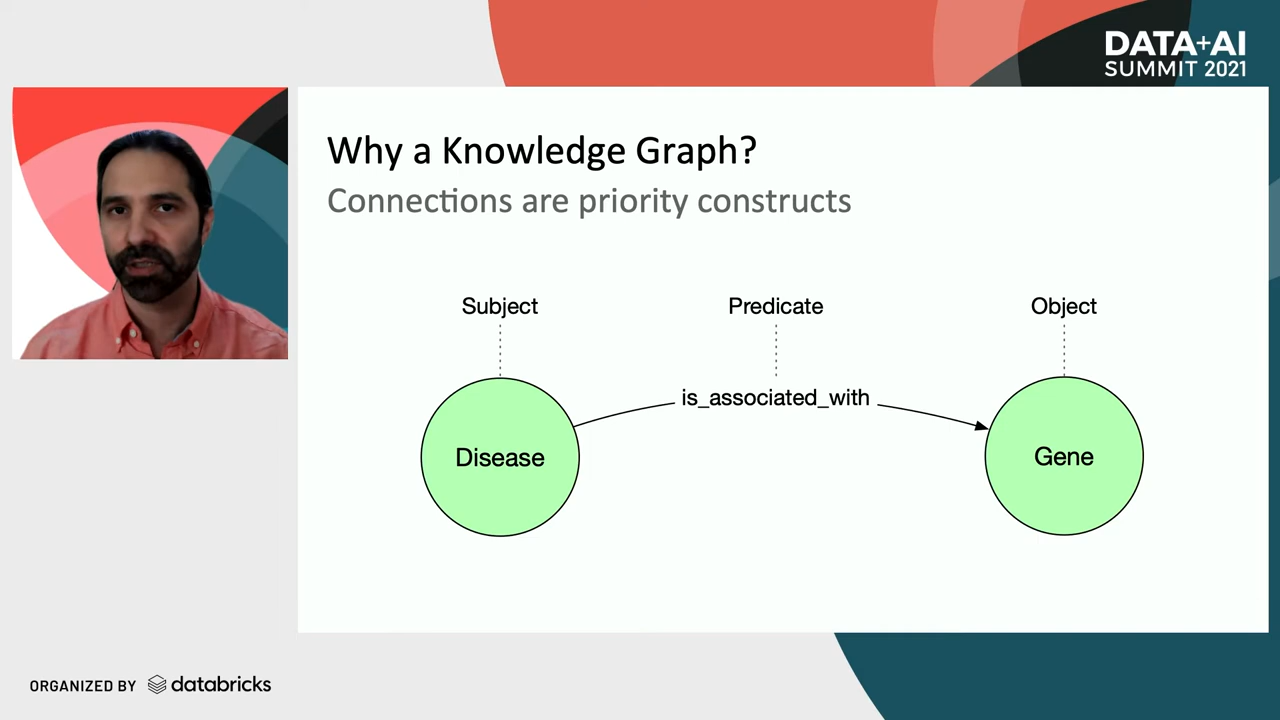 DATA+AI
SUMMIT 2021
Why a Knowledge Graph?
Connections are priority constructs
Subject
Predicate
Object
is_associated_with
Disease
Gene
ORGANIZED BY databricks